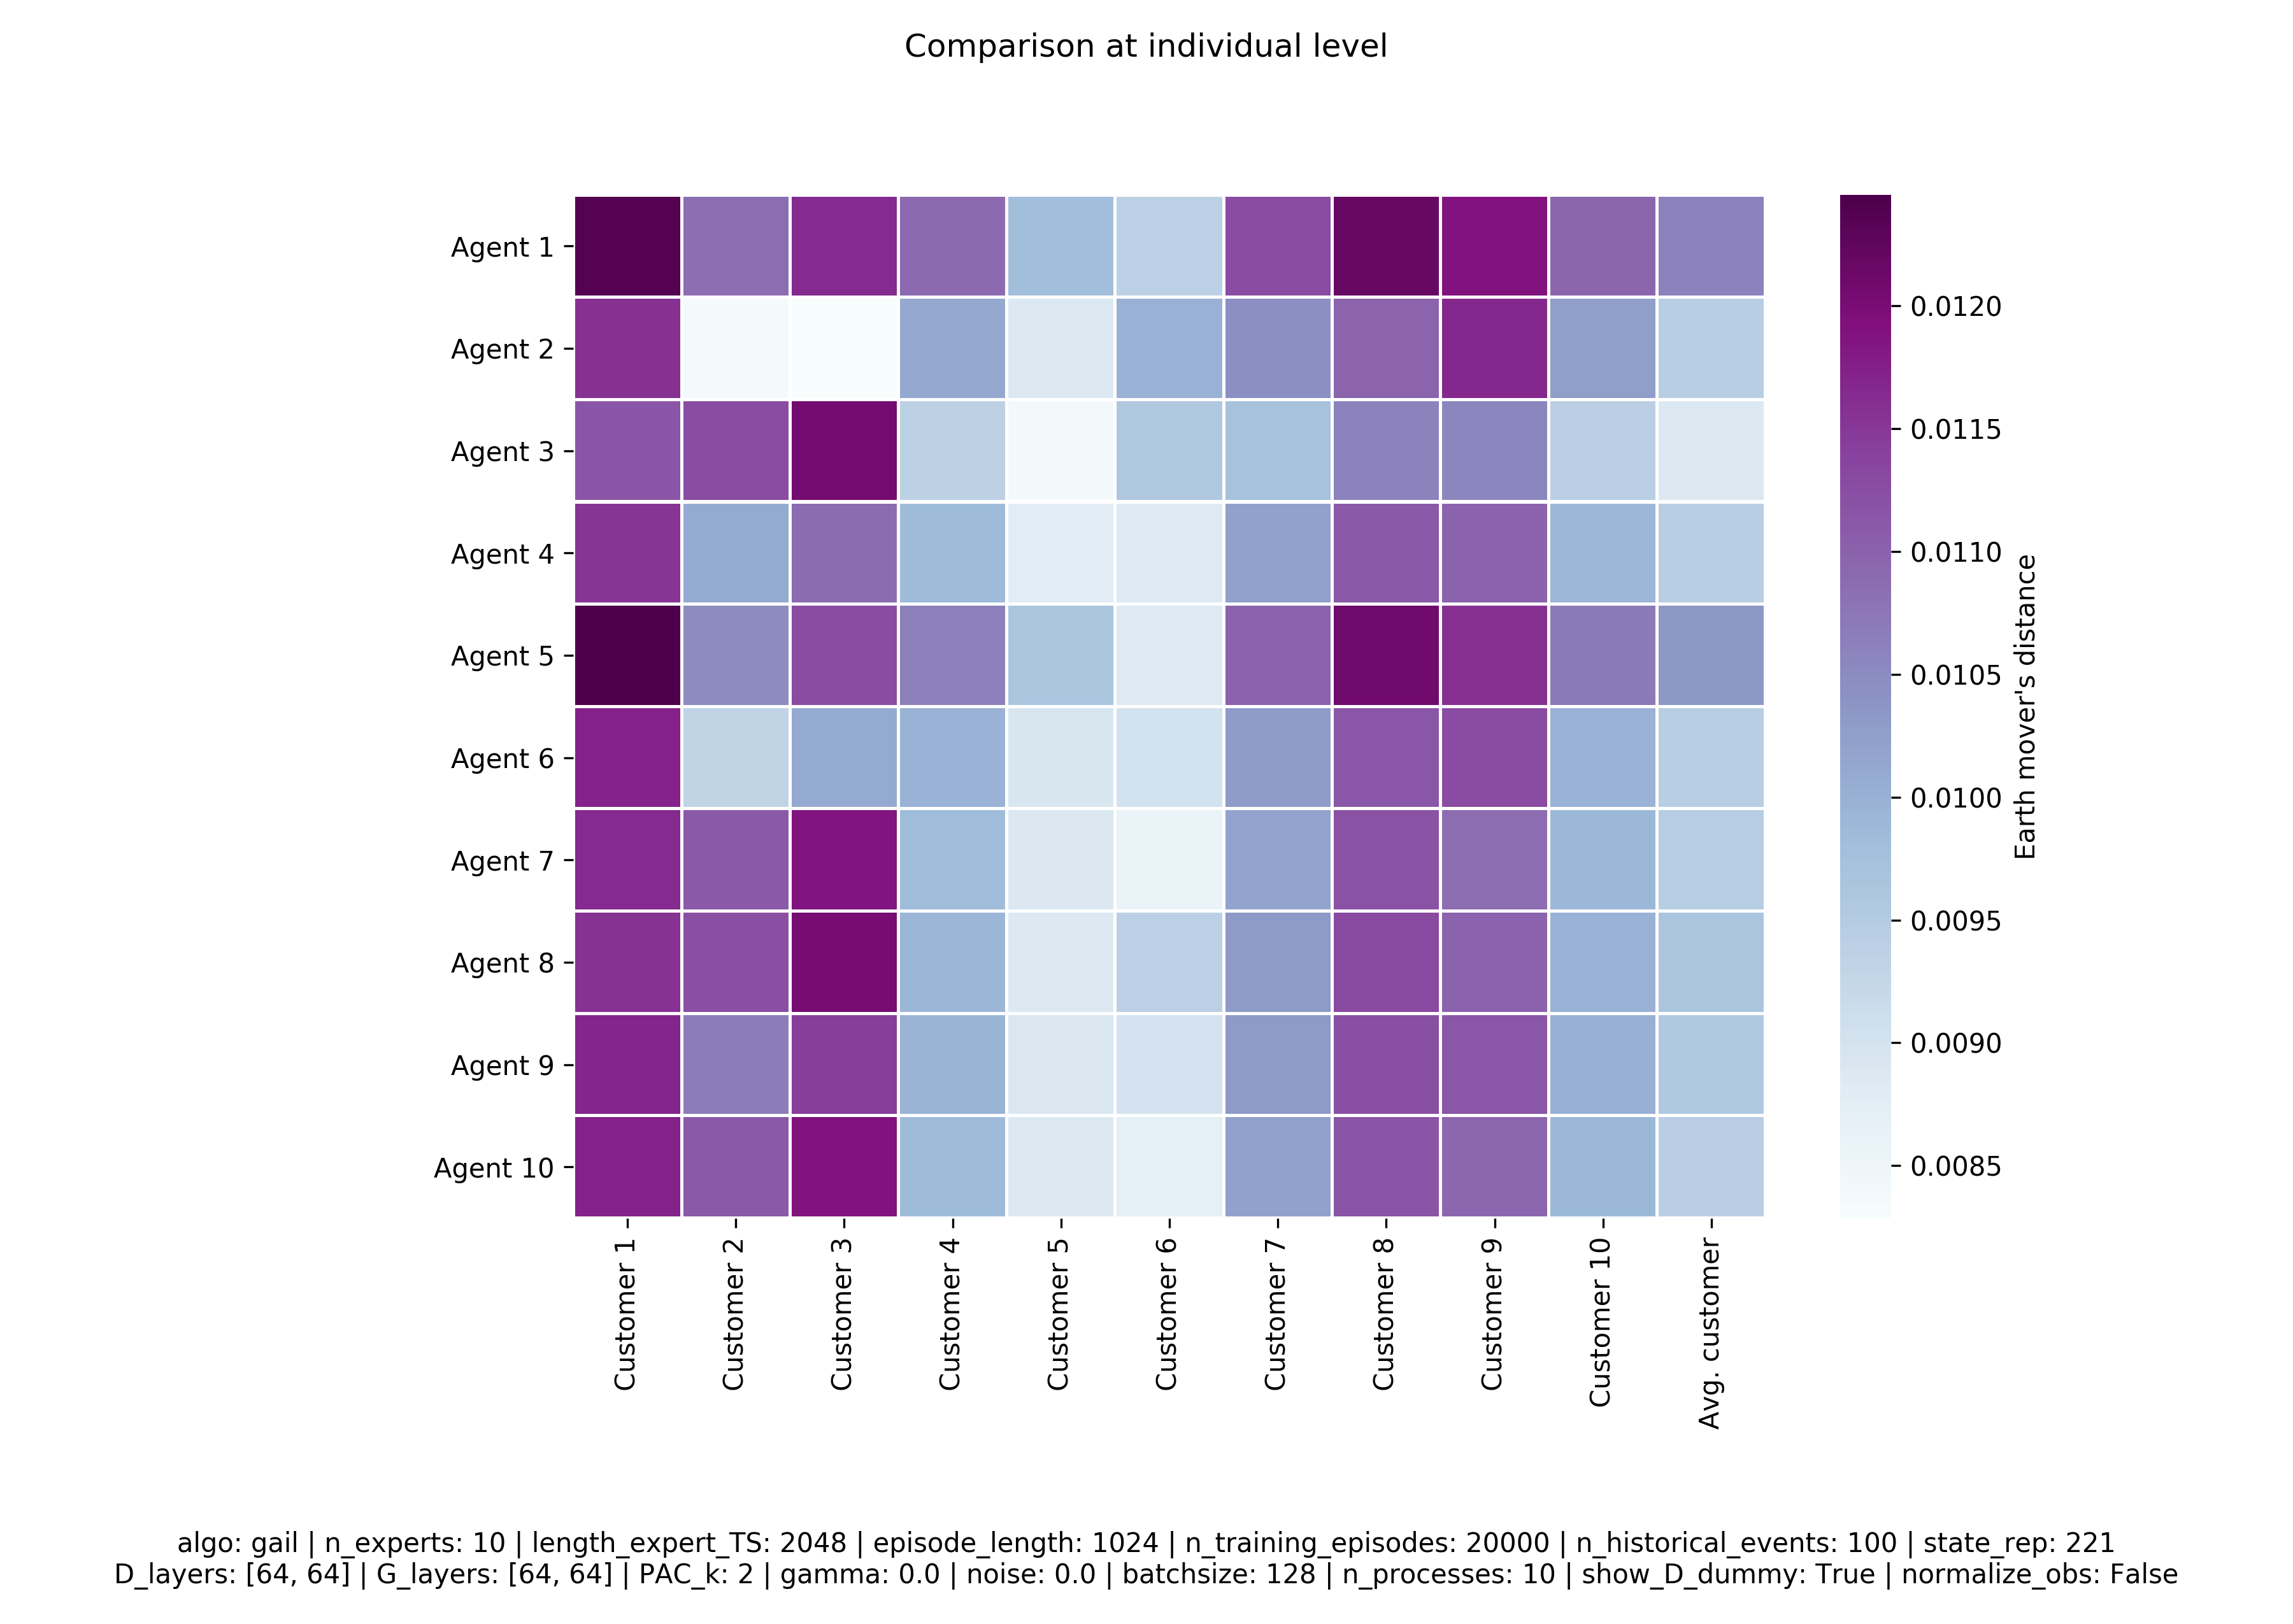 Comparison at individual level
Agent 1
Agent 2
Agent 3
Agent 4
Agent 5
Agent 6
Agent 7
Agent 8
Agent 9
Agent 10
Customer 1
Customer 2
Customer 3
Customer 4
Customer 5
Customer 6
Customer 7
Customer 8
Customer 9
Customer 10
Avg. customer
0.0120
0.0115
0.0110
0.0105
0.0100
0.0095
0.0090
0.0085
Earth mover's distance
algo: gail | n_experts: 10 | length_expert_TS: 2048 | episode_length: 1024 | n_training_episodes: 20000 | n_historical_events: 100 | state_rep: 221
D_layers: [64, 64] | G_layers: [64, 64] | PAC_k: 2 | gamma: 0.0 | noise: 0.0 | batchsize: 128 | n_processes: 10 | show_D_dummy: True | normalize_obs: False